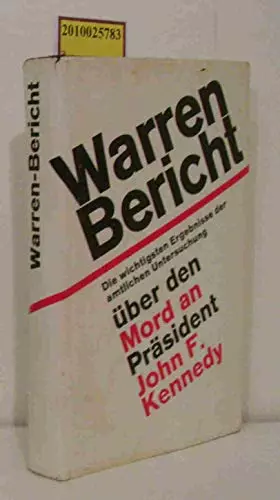 2010025783
Warren-Bericht
Warren
Bericht
Die wichtigsten Ergebnisse der
amtlichen Untersuchung
über den
Mord an
Präsident
John F.
Kennedy